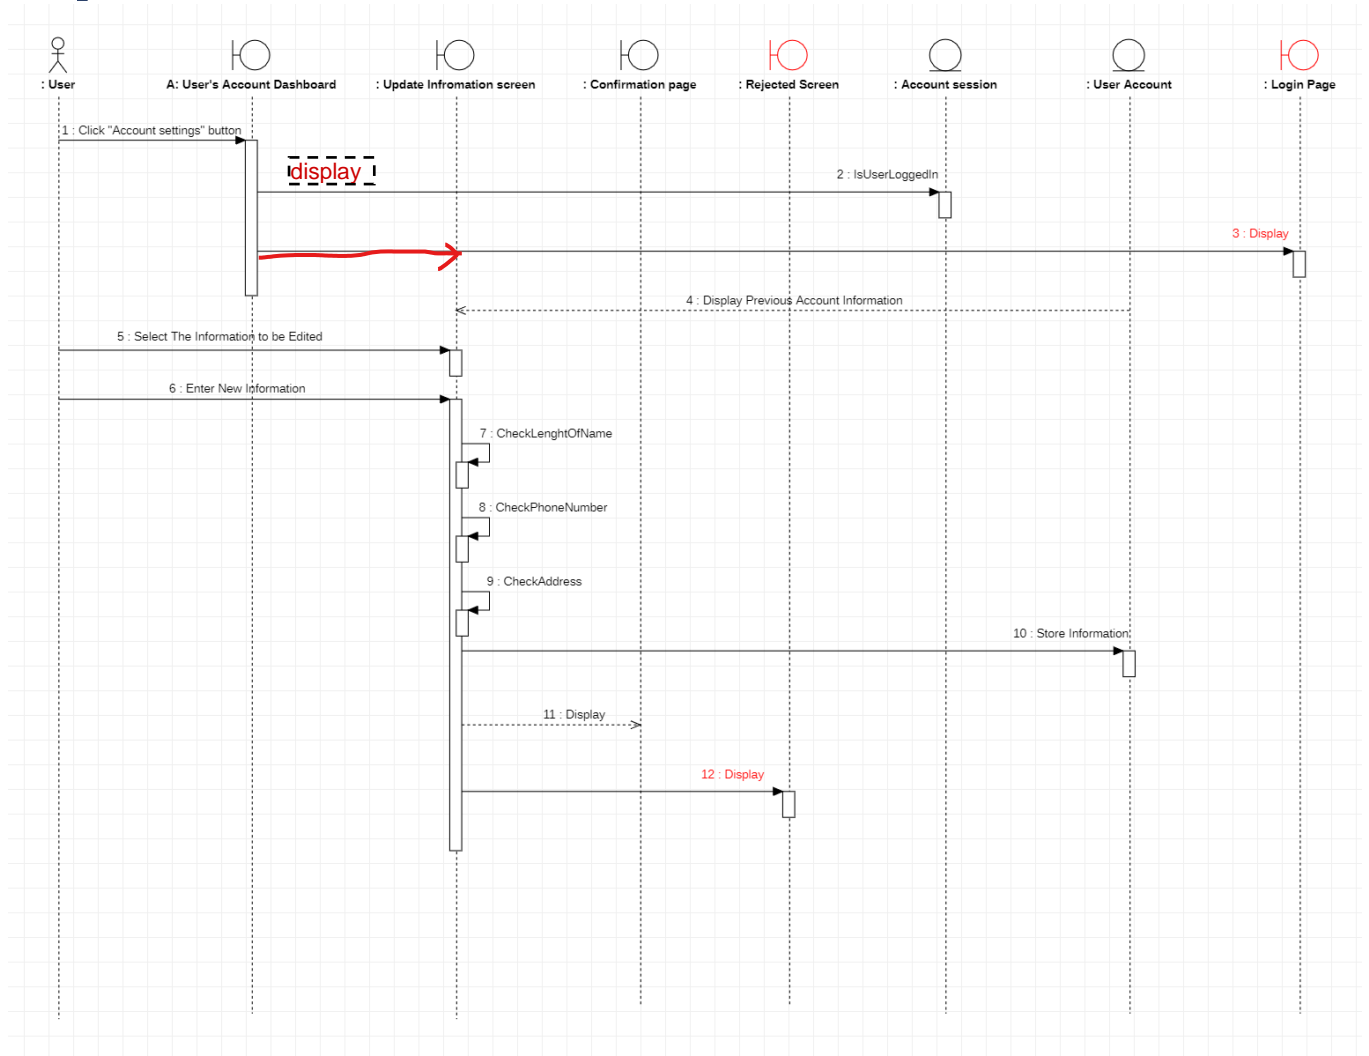 : User
A: User's Account Dashboard
: Update Infromation screen
: Confirmation page
: Rejected Screen
: Account session
: User Account
: Login Page
1 : Click "Account settings" button
display
2 : IsUserLoggedIn
3 : Display
4 : Display Previous Account Information
5 : Select The Information to be Edited
6 : Enter New Information
7 : CheckLenghtOfName
8 : CheckPhoneNumber
9 : CheckAddress
10 : Store Information
11 : Display
12 : Display